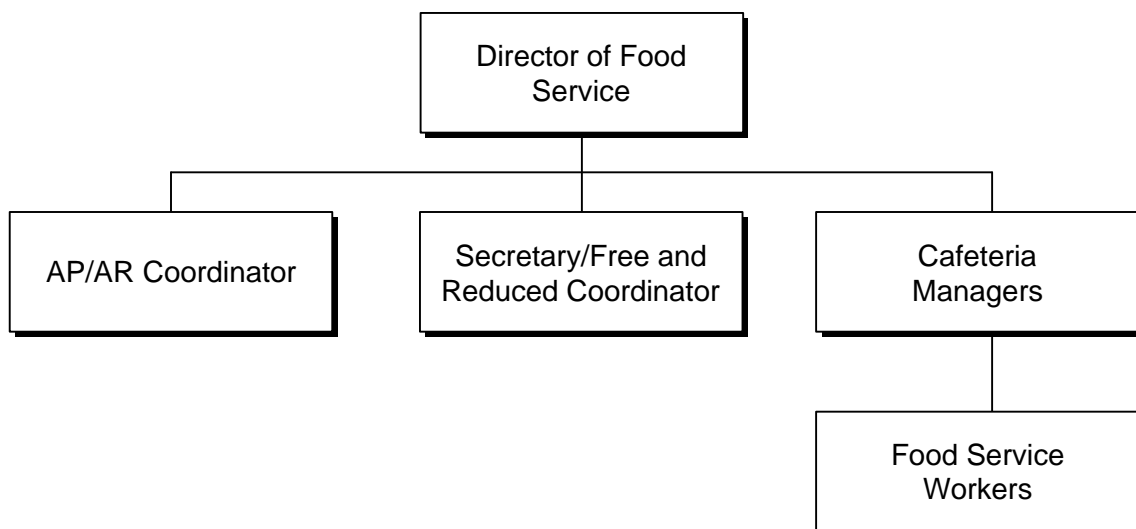 Director of Food
Service
AP/AR Coordinator
Secretary/Free and
Reduced Coordinator
Cafeteria
Managers
Food Service
Workers